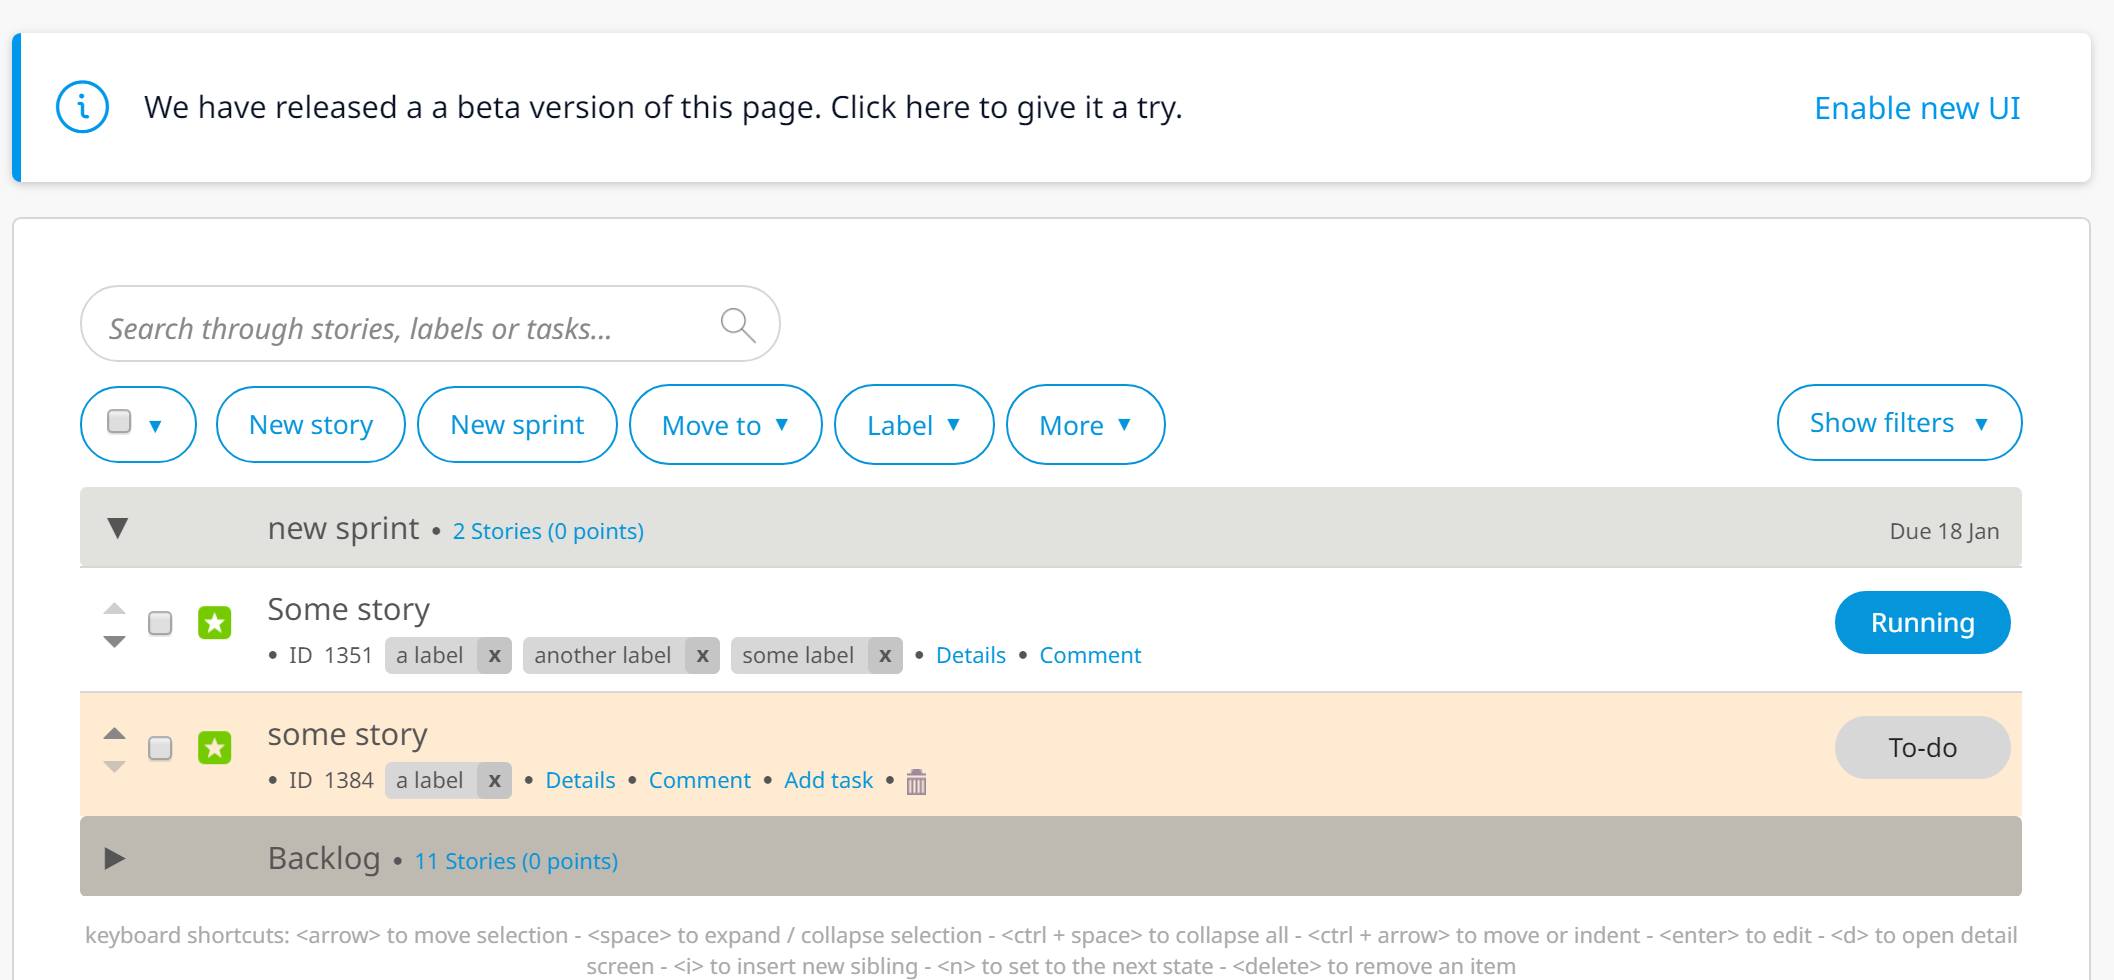 We have released a a beta version of this page. Click here to give it a try. Enable new UI
Search through stories, labels or tasks...
New story New sprint Move to ▼ Label ▼ More ▼ Show filters ▼
new sprint • 2 Stories (0 points) Due 18 Jan
Some story
Running
• ID 1351 a label x another label x some label x • Details • Comment
some story
To-do
• ID 1384 a label x • Details • Comment • Add task •
Backlog • 11 Stories (0 points)
keyboard shortcuts: <arrow> to move selection - <space> to expand / collapse selection - <ctrl + space> to collapse all - <ctrl + arrow> to move or indent - <enter> to edit - <d> to open detail
screen - <i> to insert new sibling - <n> to set to the next state - <delete> to remove an item